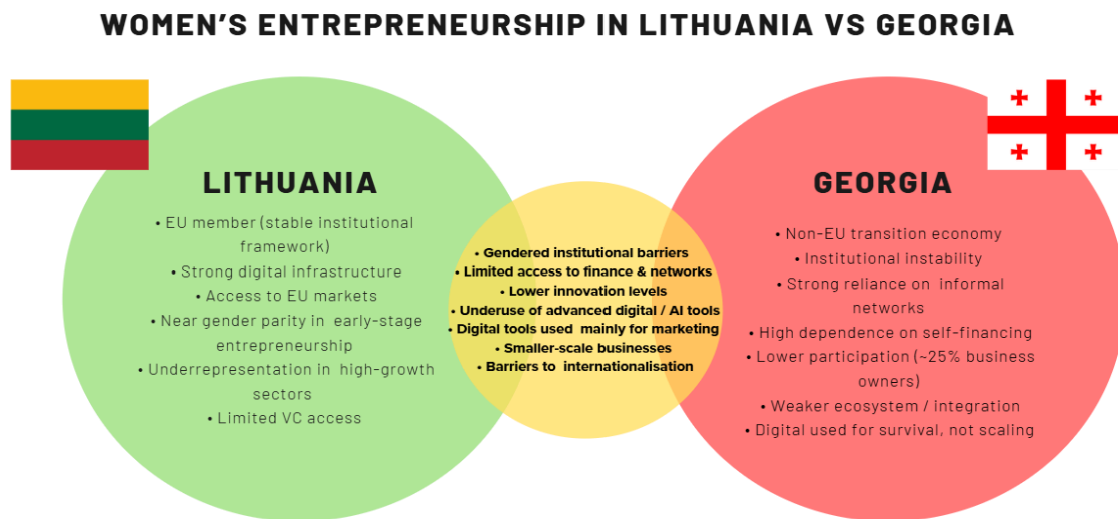 WOMEN'S ENTREPRENEURSHIP IN LITHUANIA VS GEORGIA
LITHUANIA
• EU member (stable institutional
framework)
• Strong digital infrastructure
• Access to EU markets
• Near gender parity in early-stage
entrepreneurship
• Underrepresentation in high-growth
sectors
• Limited VC access
• Gendered institutional barriers
• Limited access to finance & networks
• Lower innovation levels
• Underuse of advanced digital / AI tools
• Digital tools used mainly for marketing
• Smaller-scale businesses
• Barriers to internationalisation
GEORGIA
• Non-EU transition economy
• Institutional instability
• Strong reliance on informal
networks
• High dependence on self-financing
• Lower participation (~25% business
owners)
• Weaker ecosystem / integration
• Digital used for survival, not scaling